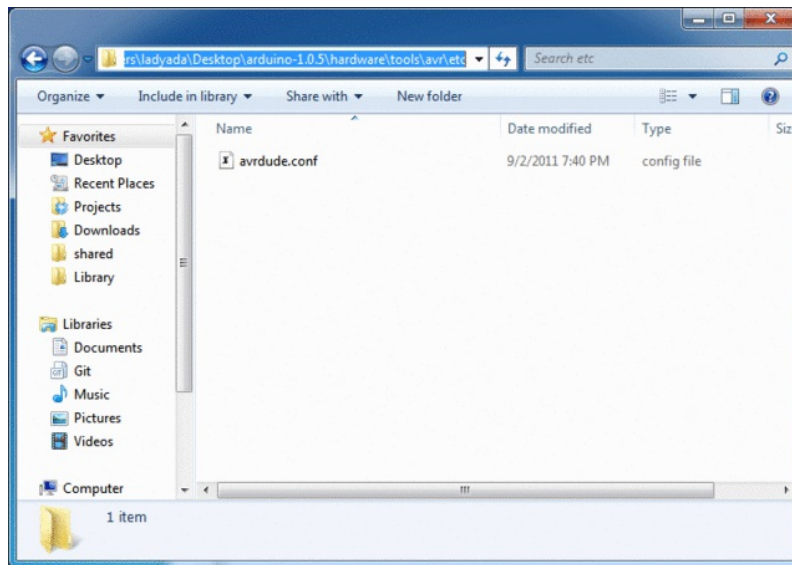 ers\ladyada\Desktop\arduino-1.0.5\hardware\tools\avr\etc
Search etc
Organize Include in library Share with New folder
Name Date modified Type Siz
avrdude.conf 9/2/2011 7:40 PM config file
Favorites
Desktop
Recent Places
Projects
Downloads
shared
Library
Libraries
Documents
Git
Music
Pictures
Videos
Computer
1 item